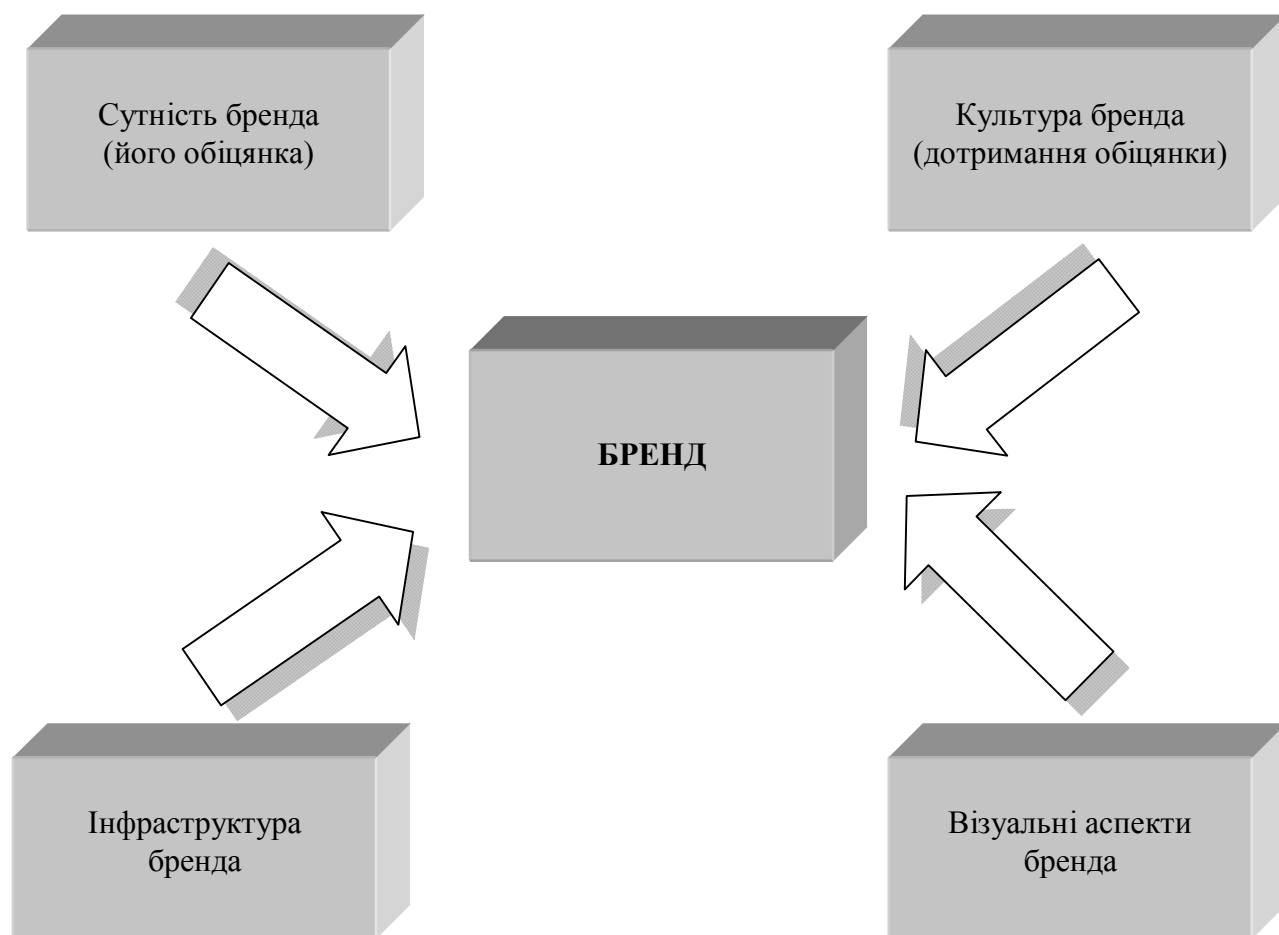 Сутність бренда
(його обіцянка)
Культура бренда
(дотримання обіцянки)
БРЕНД
Інфраструктура
бренда
Візуальні аспекти
бренда